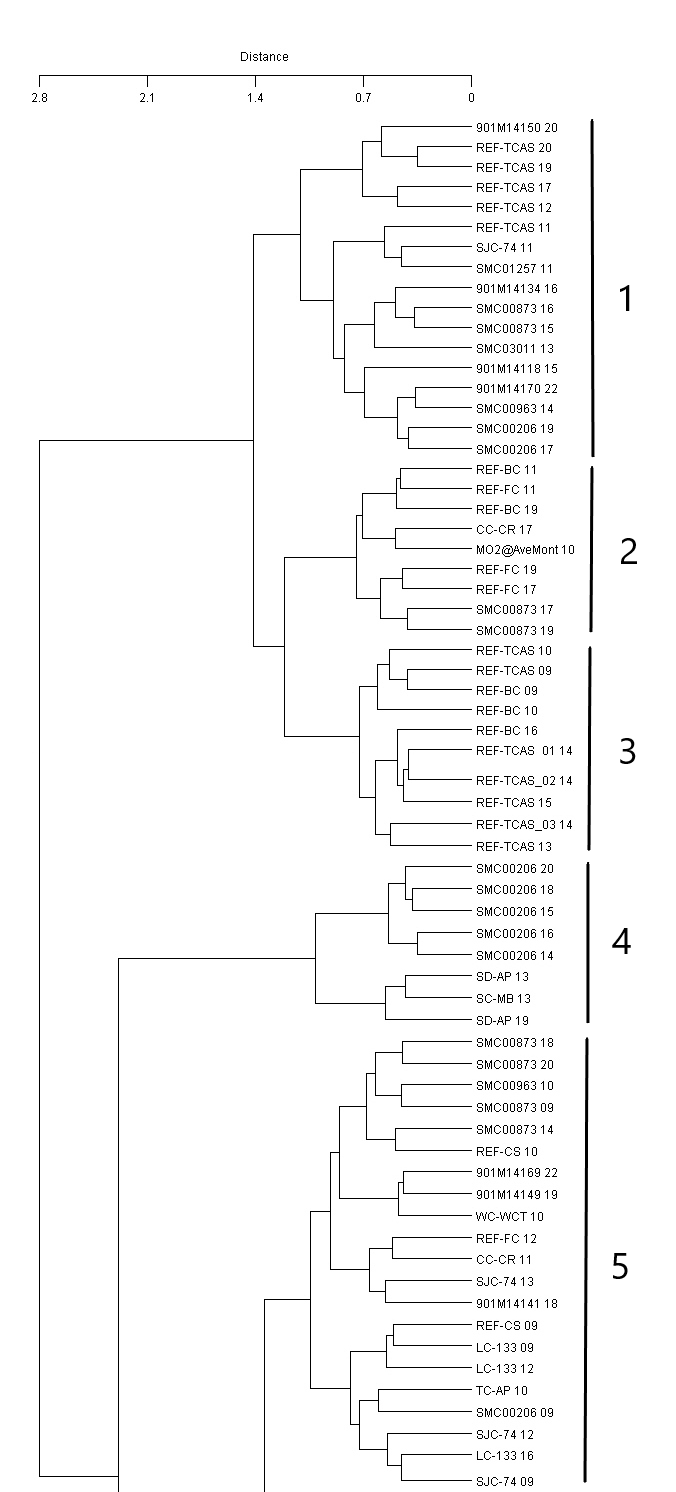 Distance
2.8 2.1 1.4 0.7 0
901M14150 20
REF-TCAS 20
REF-TCAS 19
REF-TCAS 17
REF-TCAS 12
REF-TCAS 11
SJC-74 11
SMC01257 11
901M14134 16
SMC00873 16
SMC00873 15
SMC03011 13
901M14118 15
901M14170 22
SMC00963 14
SMC00206 19
SMC00206 17
1
REF-BC 11
REF-FC 11
REF-BC 19
CC-CR 17
MO2@AveMont 10
REF-FC 19
REF-FC 17
SMC00873 17
SMC00873 19
2
REF-TCAS 10
REF-TCAS 09
REF-BC 09
REF-BC 10
REF-BC 16
REF-TCAS_01 14
REF-TCAS_02 14
REF-TCAS 15
REF-TCAS_03 14
REF-TCAS 13
3
SMC00206 20
SMC00206 18
SMC00206 15
SMC00206 16
SMC00206 14
SD-AP 13
SC-MB 13
SD-AP 19
4
SMC00873 18
SMC00873 20
SMC00963 10
SMC00873 09
SMC00873 14
REF-CS 10
901M14169 22
901M14149 19
WC-WCT 10
REF-FC 12
CC-CR 11
SJC-74 13
901M14141 18
REF-CS 09
LC-133 09
LC-133 12
TC-AP 10
SMC00206 09
SJC-74 12
LC-133 16
SJC-74 09
5